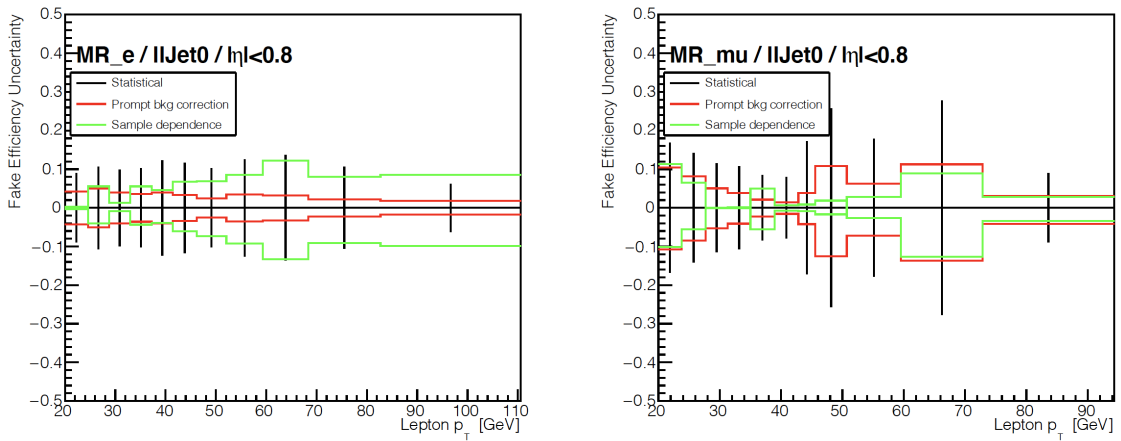 Fake Efficiency Uncertainty
0.5
0.4
0.3
0.2
0.1
0
−0.1
−0.2
−0.3
−0.4
−0.5
MR_e / llJet0 / |η|<0.8
Statistical
Prompt bkg correction
Sample dependence
20 30 40 50 60 70 80 90 100 110
Lepton p_T [GeV]
Fake Efficiency Uncertainty
0.5
0.4
0.3
0.2
0.1
0
−0.1
−0.2
−0.3
−0.4
−0.5
MR_mu / llJet0 / |η|<0.8
Statistical
Prompt bkg correction
Sample dependence
20 30 40 50 60 70 80 90
Lepton p_T [GeV]